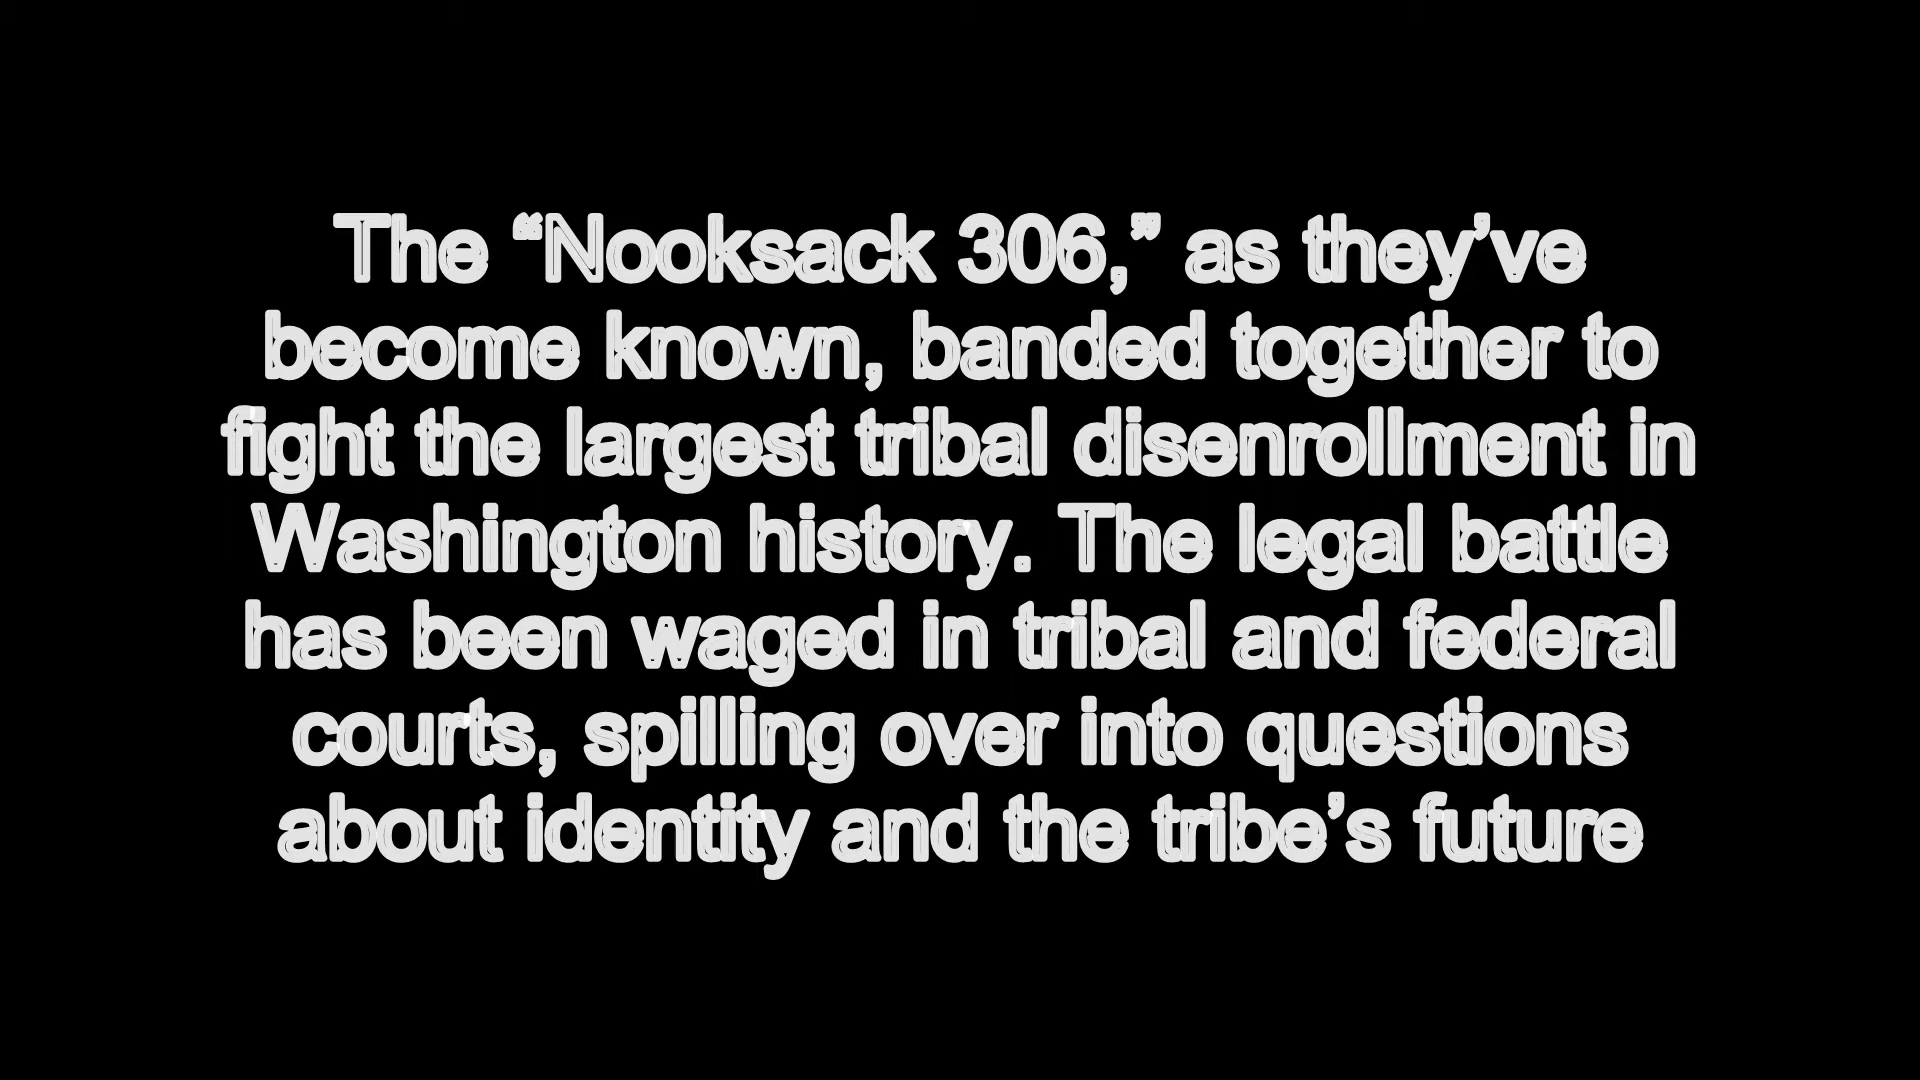 The “Nooksack 306,” as they’ve
become known, banded together to
fight the largest tribal disenrollment in
Washington history. The legal battle
has been waged in tribal and federal
courts, spilling over into questions
about identity and the tribe’s future